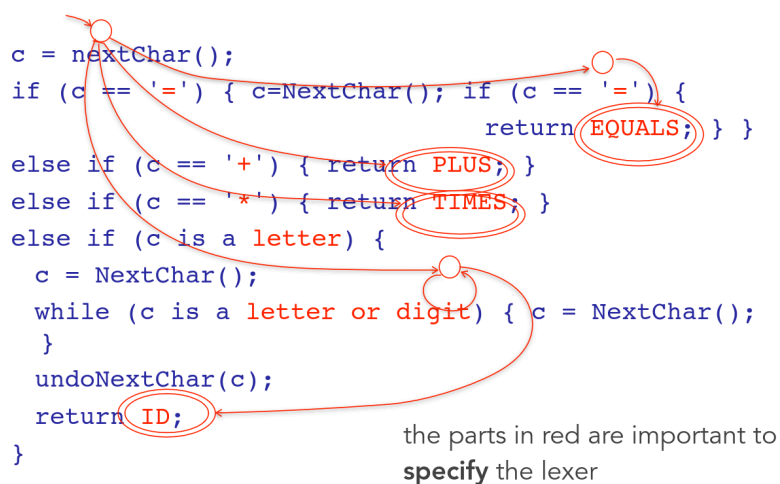 c = nextChar();
if (c == '=') { c=NextChar(); if (c == '=') {
return EQUALS; } }
else if (c == '+') { return PLUS; }
else if (c == '*') { return TIMES; }
else if (c is a letter) {
c = NextChar();
while (c is a letter or digit) { c = NextChar();
}
undoNextChar(c);
return ID;
}
the parts in red are important to
specify the lexer